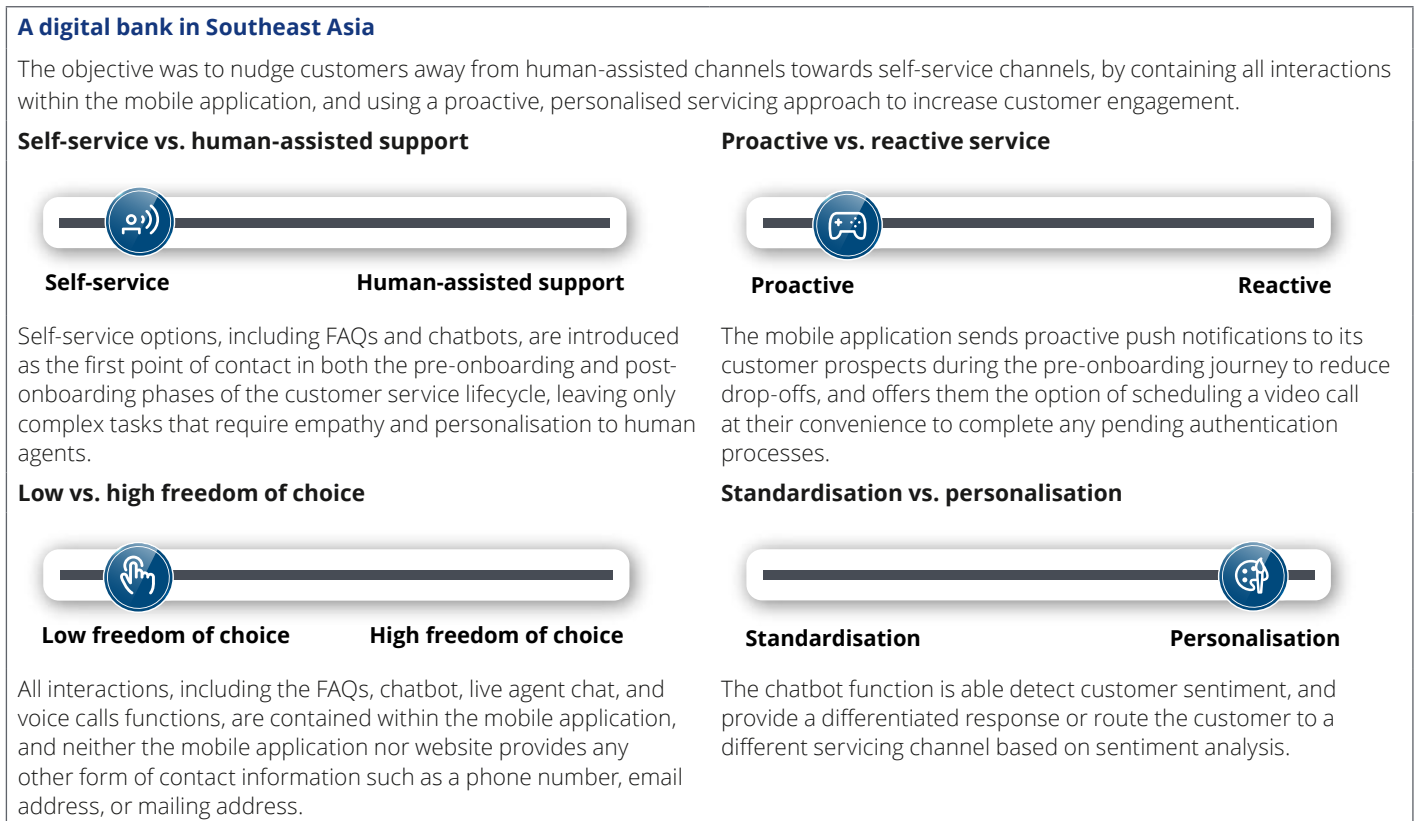 A digital bank in Southeast Asia
The objective was to nudge customers away from human-assisted channels towards self-service channels, by containing all interactions
within the mobile application, and using a proactive, personalised servicing approach to increase customer engagement.
Self-service vs. human-assisted support
Self-service
Human-assisted support
Self-service options, including FAQs and chatbots, are introduced
as the first point of contact in both the pre-onboarding and post-
onboarding phases of the customer service lifecycle, leaving only
complex tasks that require empathy and personalisation to human
agents.
Proactive vs. reactive service
Proactive
Reactive
The mobile application sends proactive push notifications to its
customer prospects during the pre-onboarding journey to reduce
drop-offs, and offers them the option of scheduling a video call
at their convenience to complete any pending authentication
processes.
Low vs. high freedom of choice
Low freedom of choice
High freedom of choice
All interactions, including the FAQs, chatbot, live agent chat, and
voice calls functions, are contained within the mobile application,
and neither the mobile application nor website provides any
other form of contact information such as a phone number, email
address, or mailing address.
Standardisation vs. personalisation
Standardisation
Personalisation
The chatbot function is able detect customer sentiment, and
provide a differentiated response or route the customer to a
different servicing channel based on sentiment analysis.